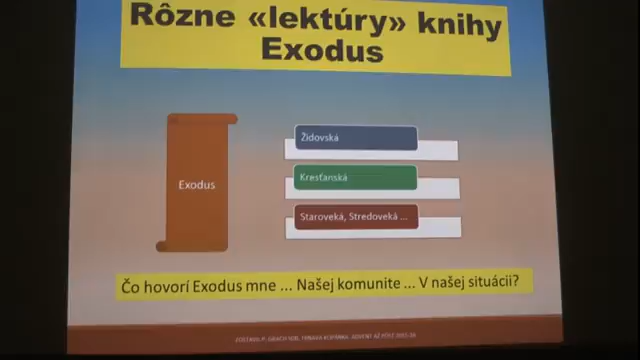 Rôzne «lektúry» knihy
Exodus
Exodus
Židovská
Kresťanská
Staroveká, Stredoveká ...
Čo hovorí Exodus mne ... Našej komunite ... V našej situácii?